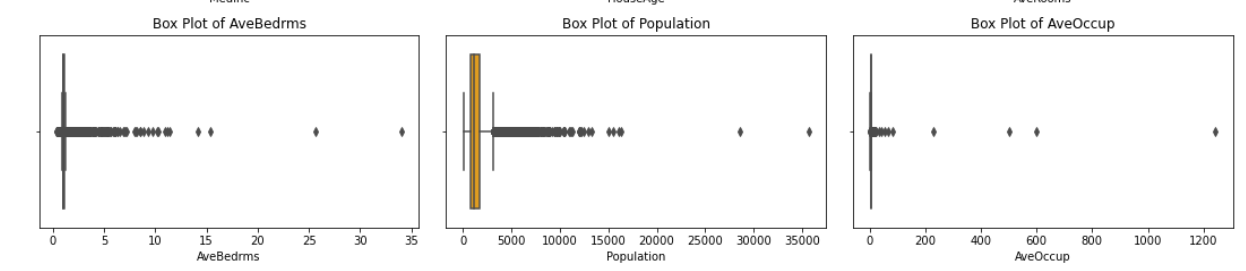 MedInc HouseAge AveRooms
Box Plot of AveBedrms Box Plot of Population Box Plot of AveOccup
0 5 10 15 20 25 30 35 0 5000 10000 15000 20000 25000 30000 35000 0 200 400 600 800 1000 1200
AveBedrms Population AveOccup